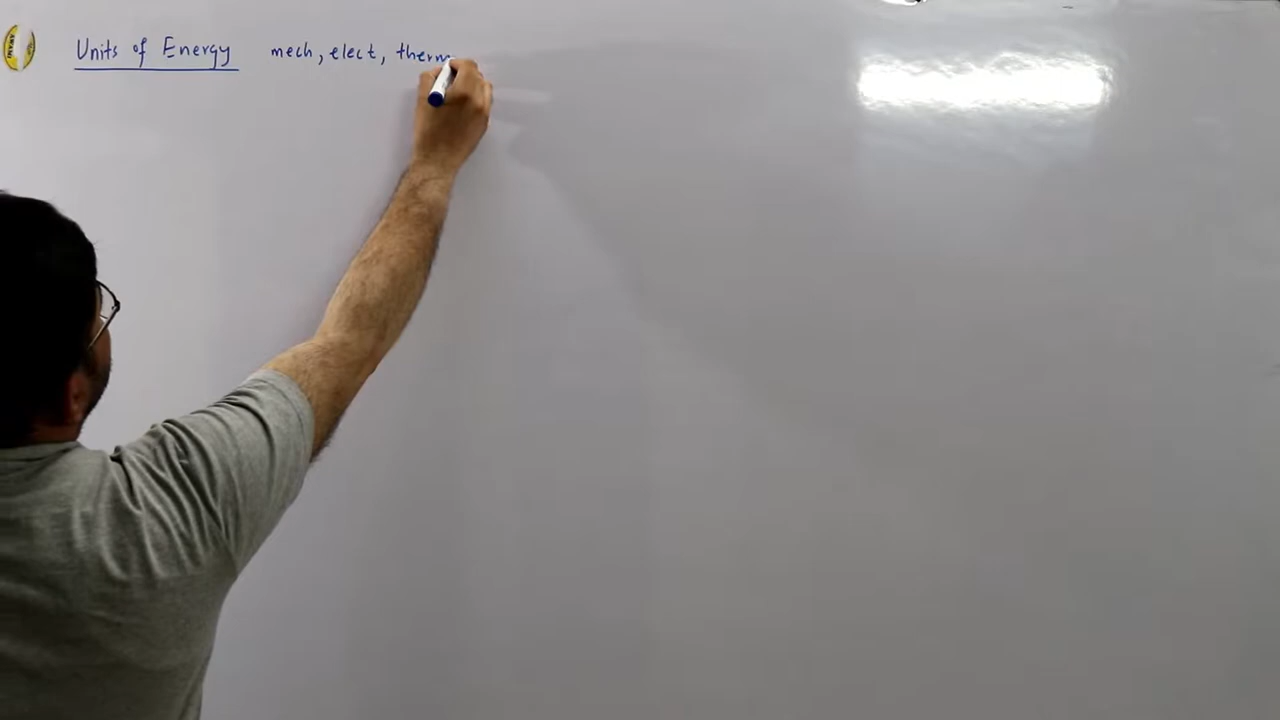 Units of Energy mech, elect, therm